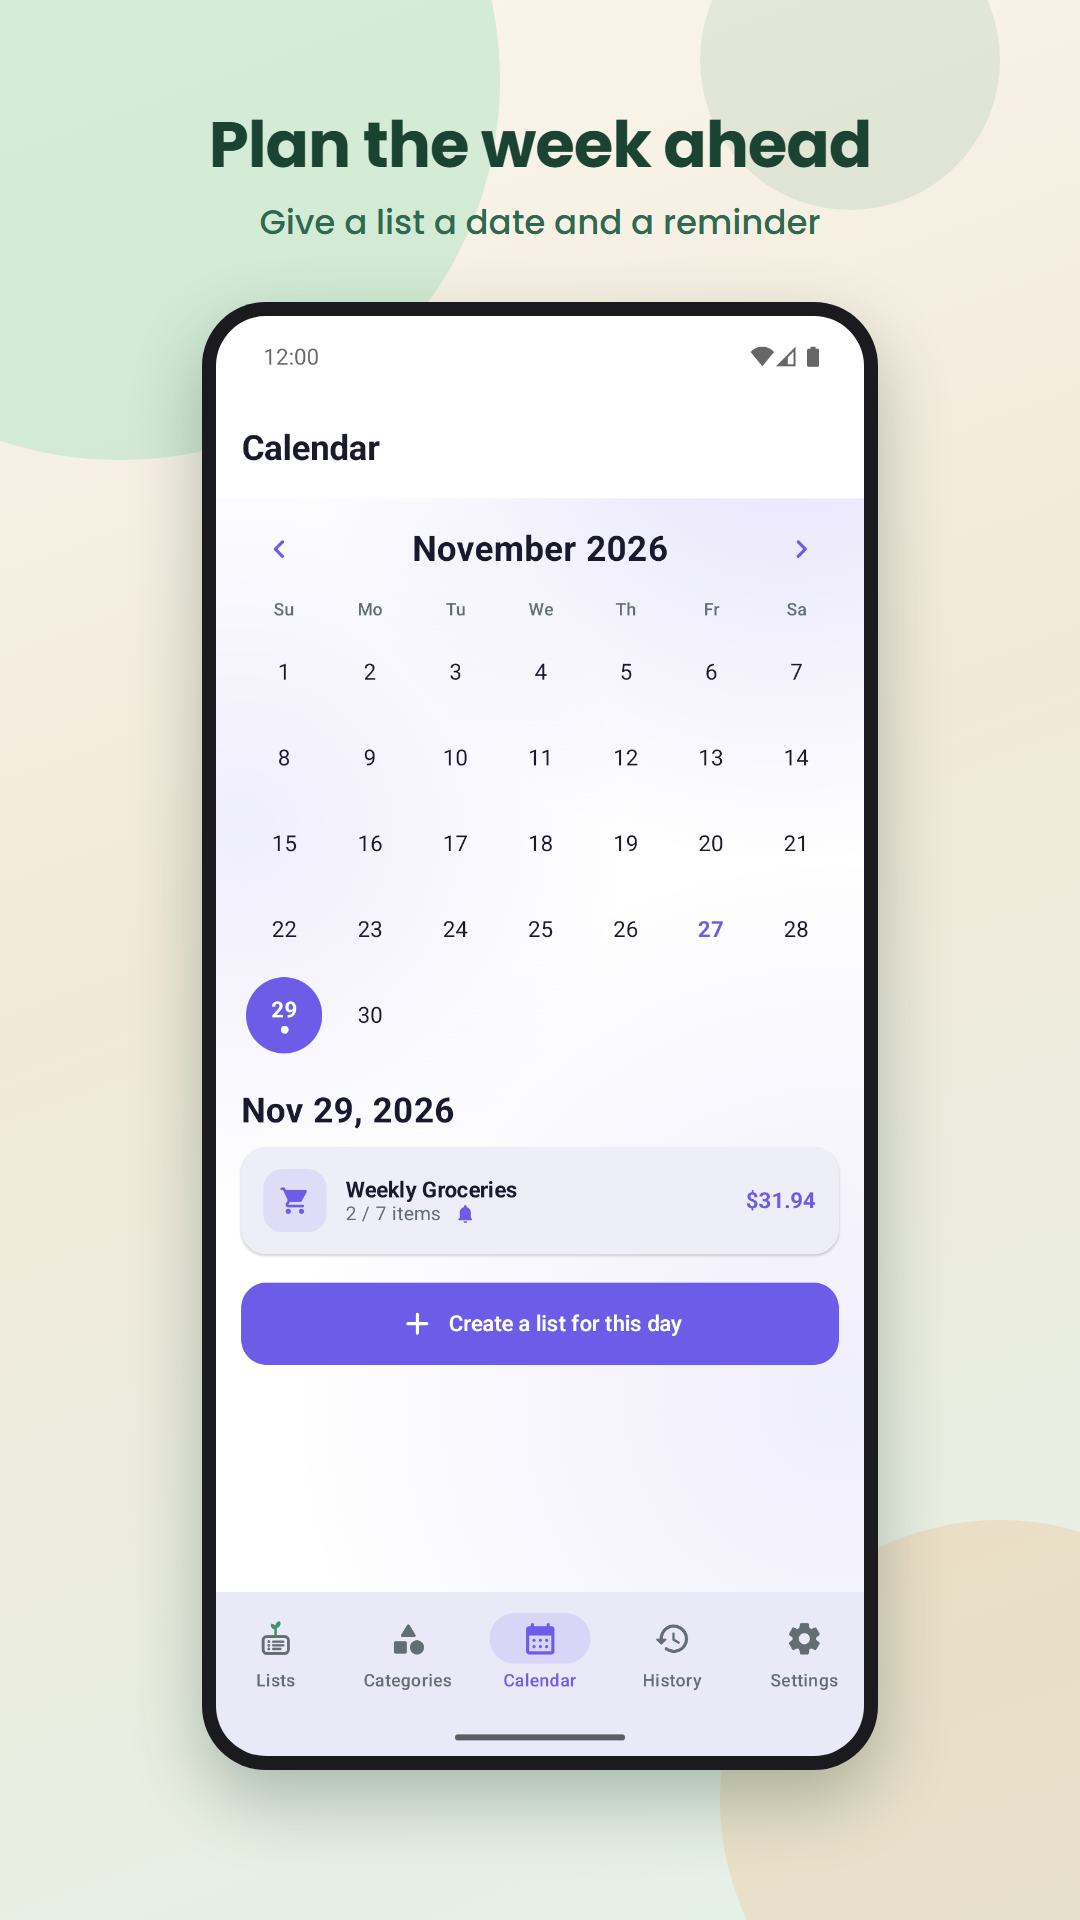 Plan the week ahead
Give a list a date and a reminder
12:00
Calendar
November 2026
Su Mo Tu We Th Fr Sa
1 2 3 4 5 6 7
8 9 10 11 12 13 14
15 16 17 18 19 20 21
22 23 24 25 26 27 28
29 30
Nov 29, 2026
Weekly Groceries
2 / 7 items
$31.94
Create a list for this day
Lists Categories Calendar History Settings